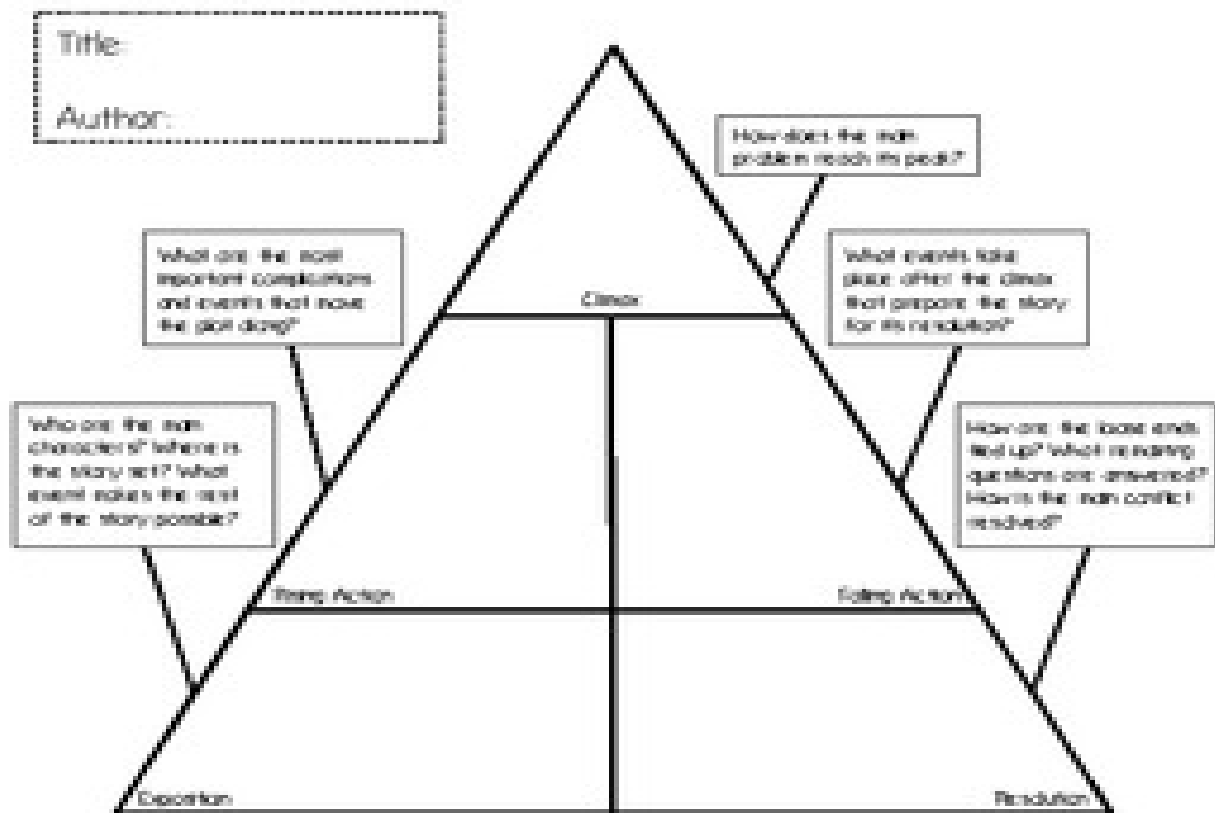 Title:
Author:
How does the main
problem reach its peak?
What are the most
important complications
and events that move
the plot along?
What events take
place after the climax
that prepare the story
for its resolution?
Climax
Who are the main
characters? Where is
the story set? What
event makes the rest
of the story possible?
How are the loose ends
tied up? What remaining
questions are answered?
How is the main conflict
resolved?
Rising Action
Falling Action
Exposition
Resolution